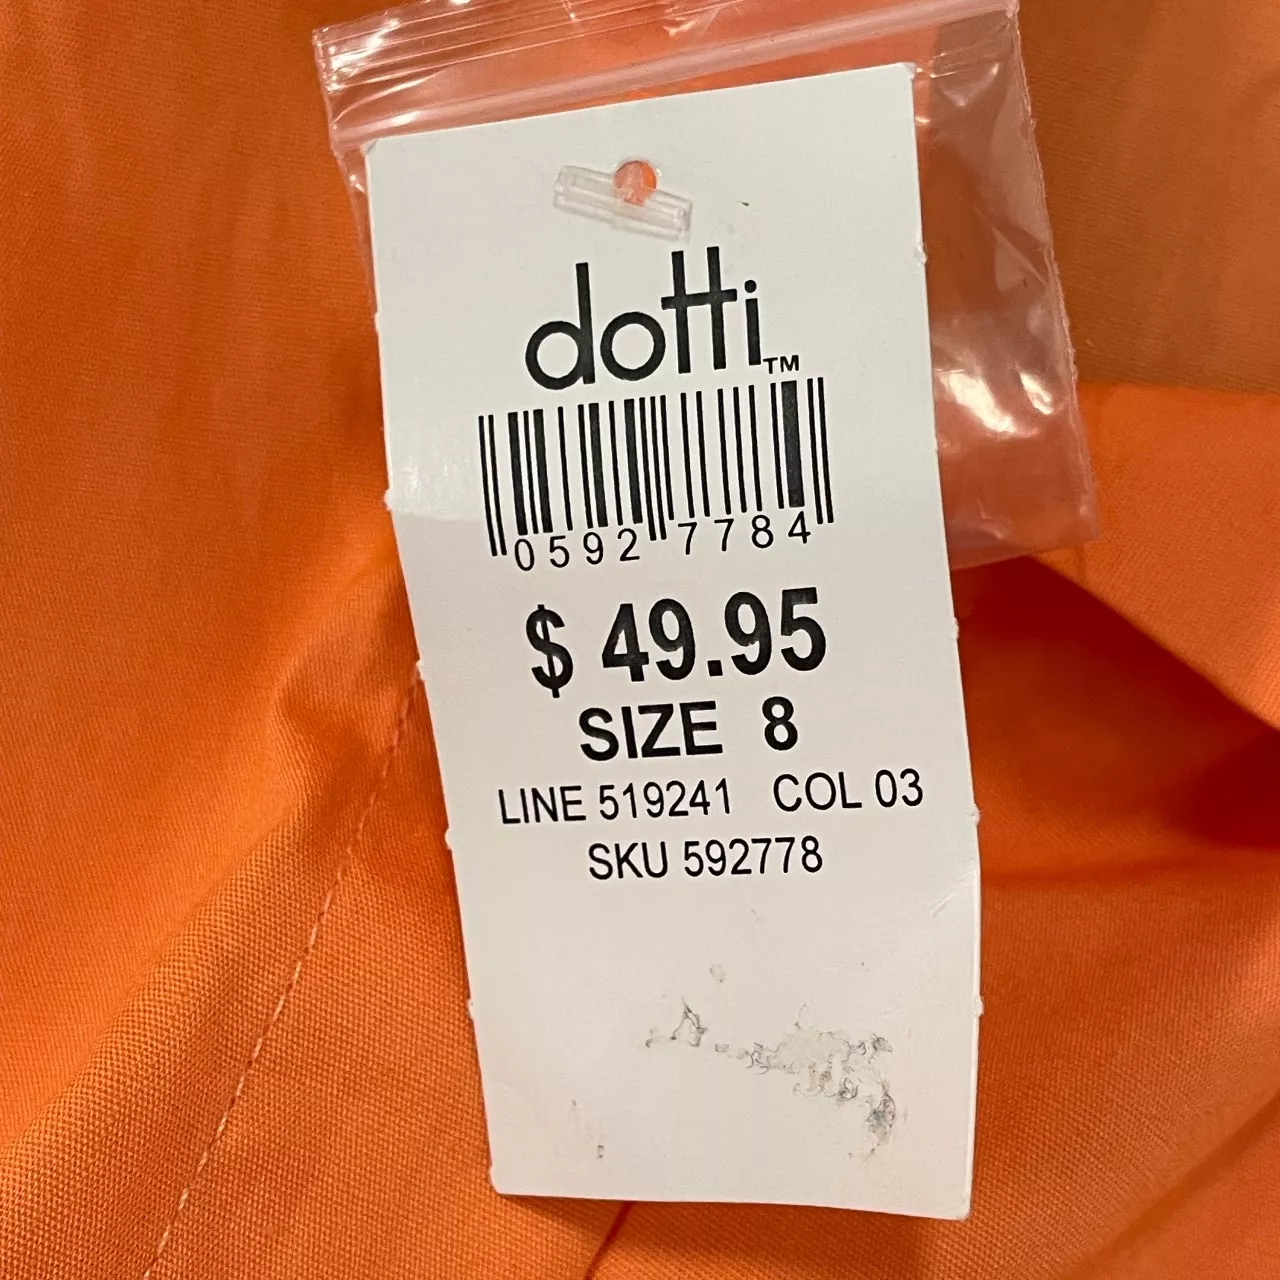 dotti™
0592 7784
$ 49.95
SIZE 8
LINE 519241 COL 03
SKU 592778